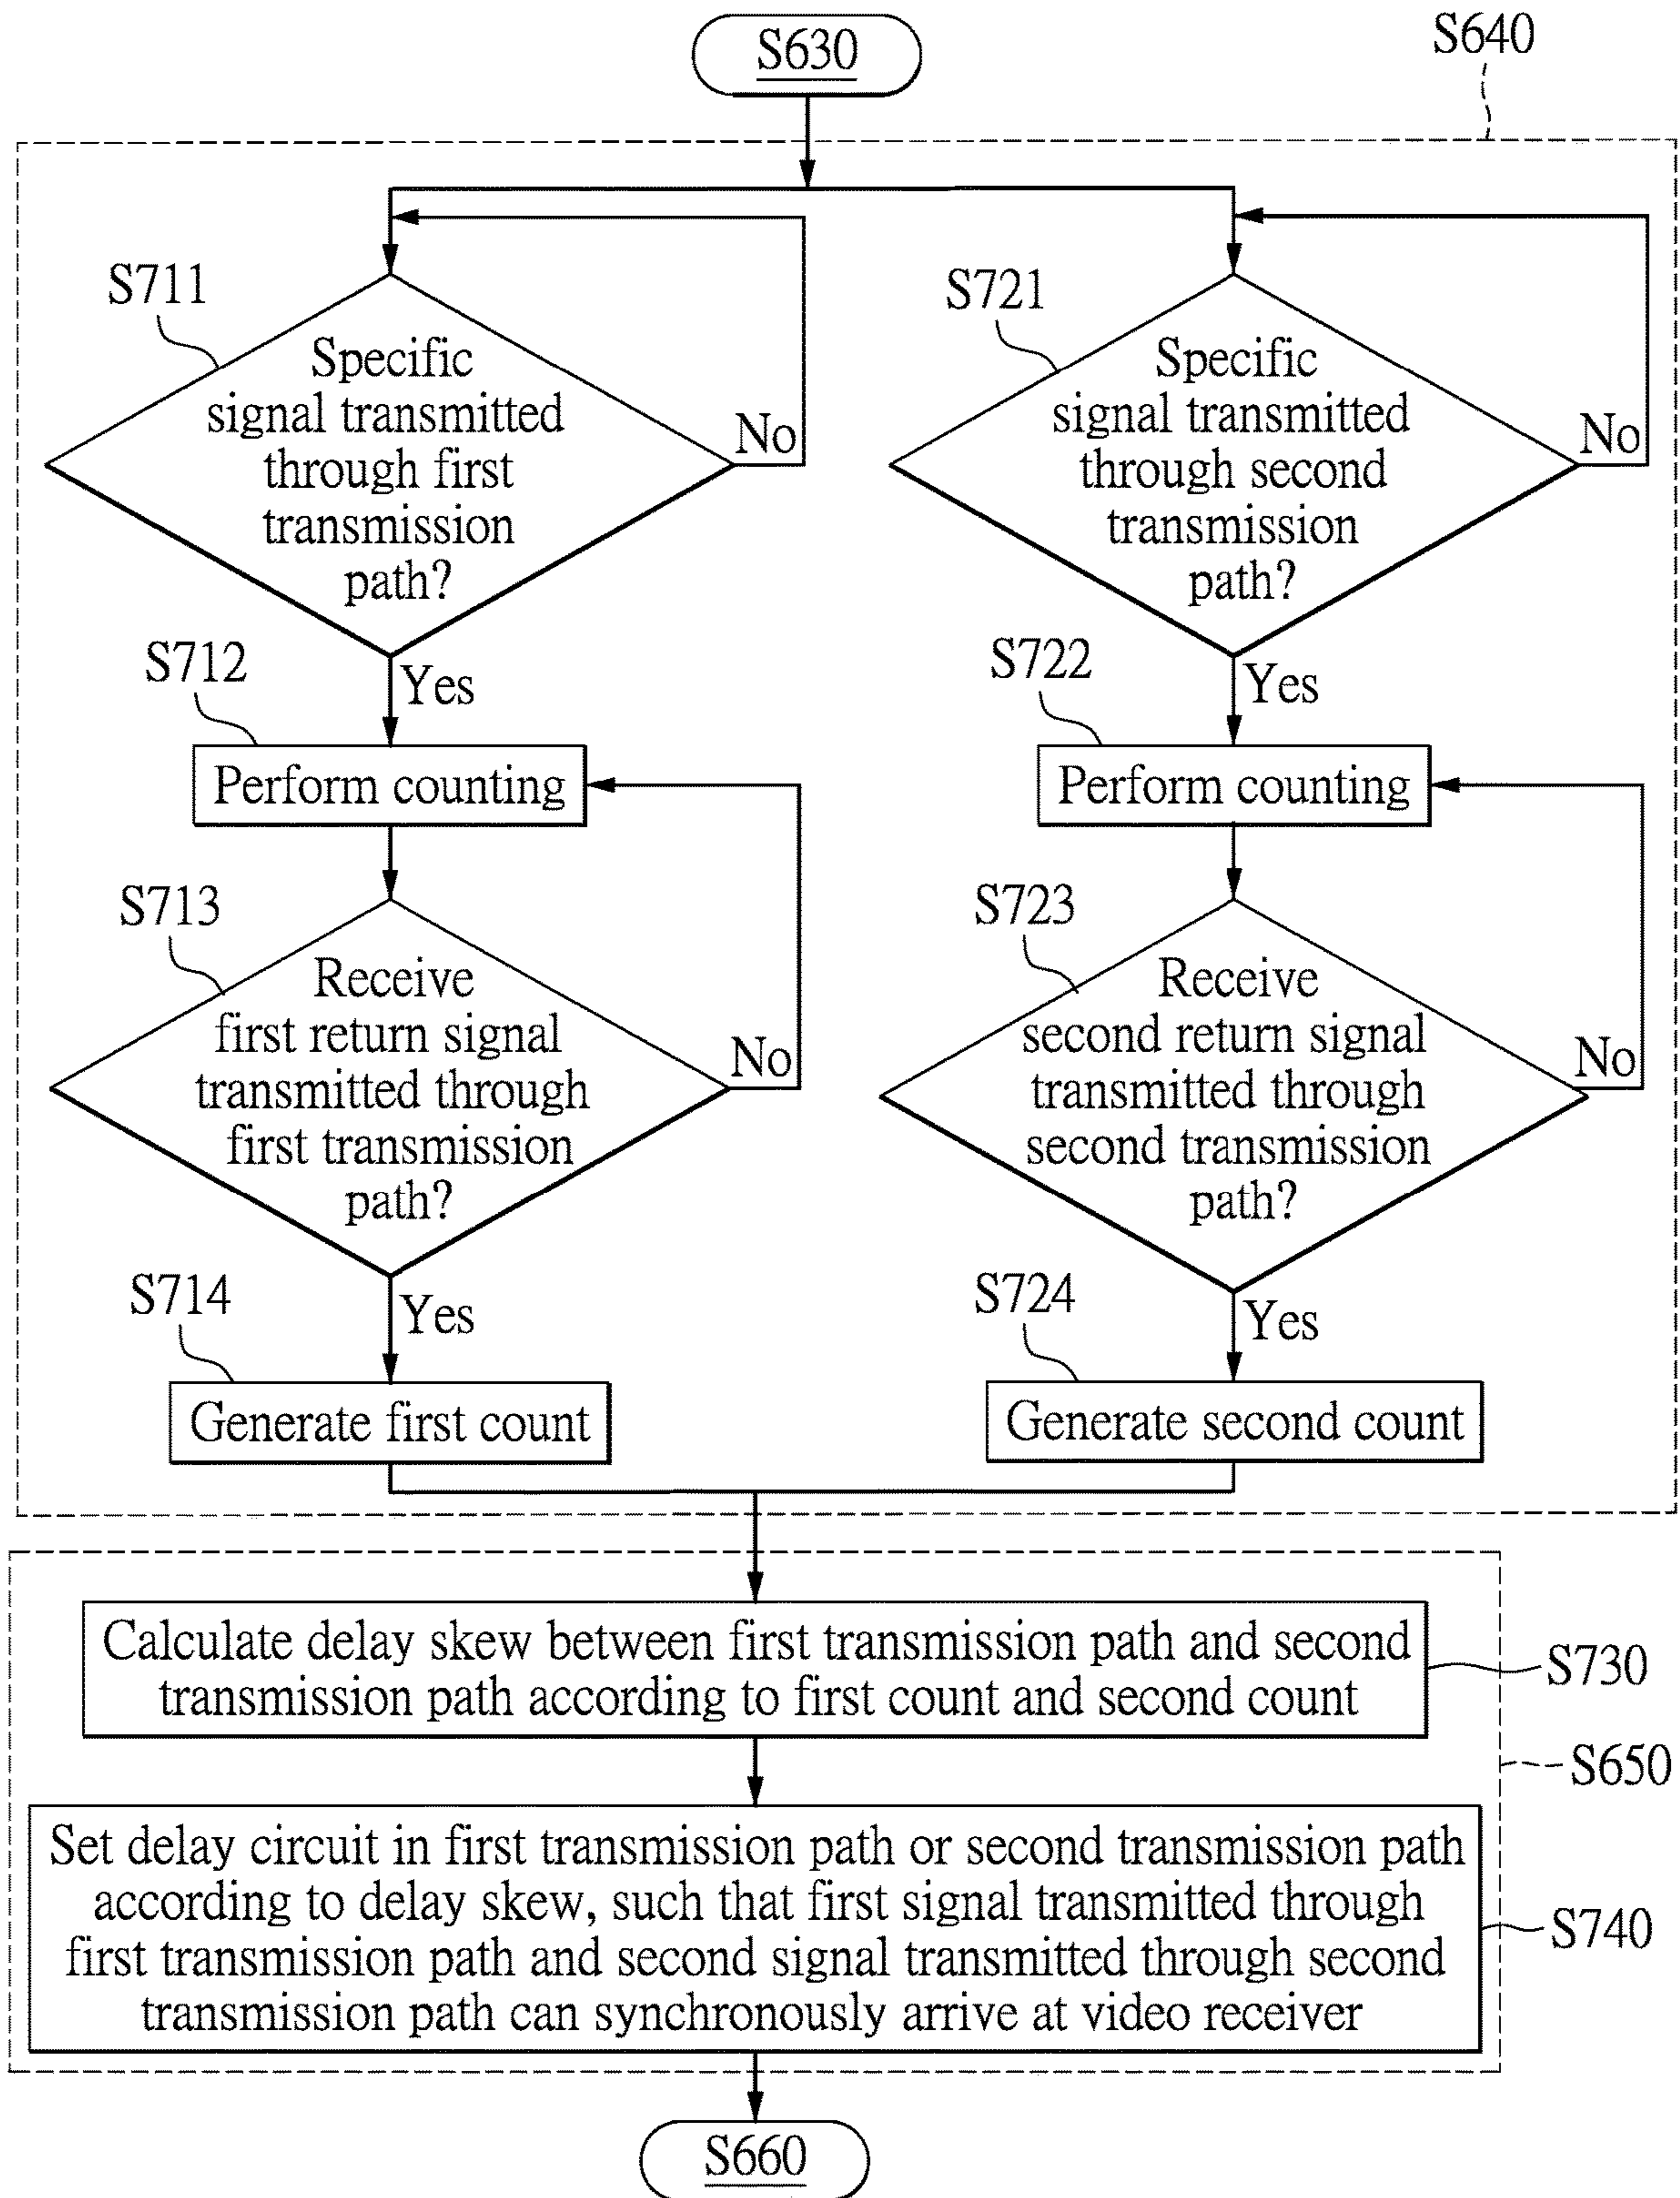 S630
S640
S711
Specific
signal transmitted
through first
transmission
path?
No
Yes
S712
Perform counting
S713
Receive
first return signal
transmitted through
first transmission
path?
No
Yes
S714
Generate first count
S721
Specific
signal transmitted
through second
transmission
path?
No
Yes
S722
Perform counting
S723
Receive
second return signal
transmitted through
second transmission
path?
No
Yes
S724
Generate second count
Calculate delay skew between first transmission path and second
transmission path according to first count and second count
S730
S650
Set delay circuit in first transmission path or second transmission path
according to delay skew, such that first signal transmitted through
first transmission path and second signal transmitted through second
transmission path can synchronously arrive at video receiver
S740
S660